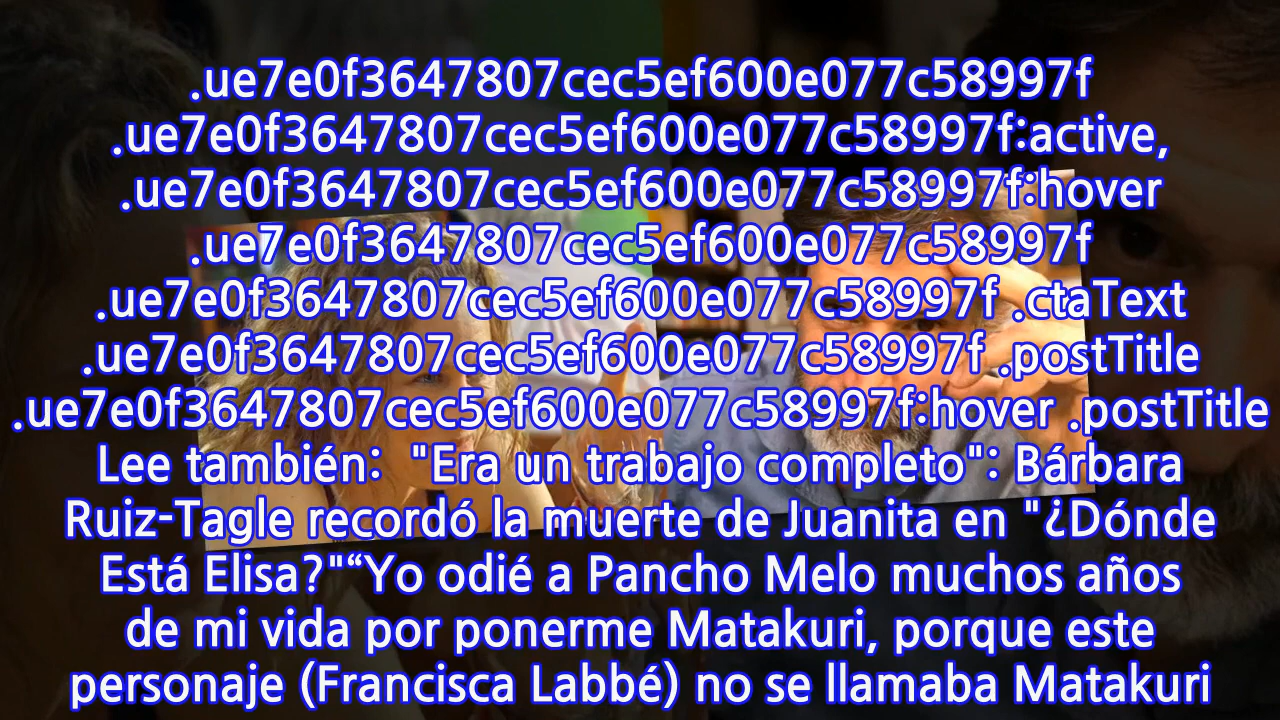 .ue7e0f3647807cec5ef600e077c58997f
.ue7e0f3647807cec5ef600e077c58997f:active,
.ue7e0f3647807cec5ef600e077c58997f:hover
.ue7e0f3647807cec5ef600e077c58997f
.ue7e0f3647807cec5ef600e077c58997f .ctaText
.ue7e0f3647807cec5ef600e077c58997f .postTitle
.ue7e0f3647807cec5ef600e077c58997f:hover .postTitle
Lee también:  "Era un trabajo completo": Bárbara
Ruiz-Tagle recordó la muerte de Juanita en "¿Dónde
Está Elisa?"“Yo odié a Pancho Melo muchos años
de mi vida por ponerme Matakuri, porque este
personaje (Francisca Labbé) no se llamaba Matakuri